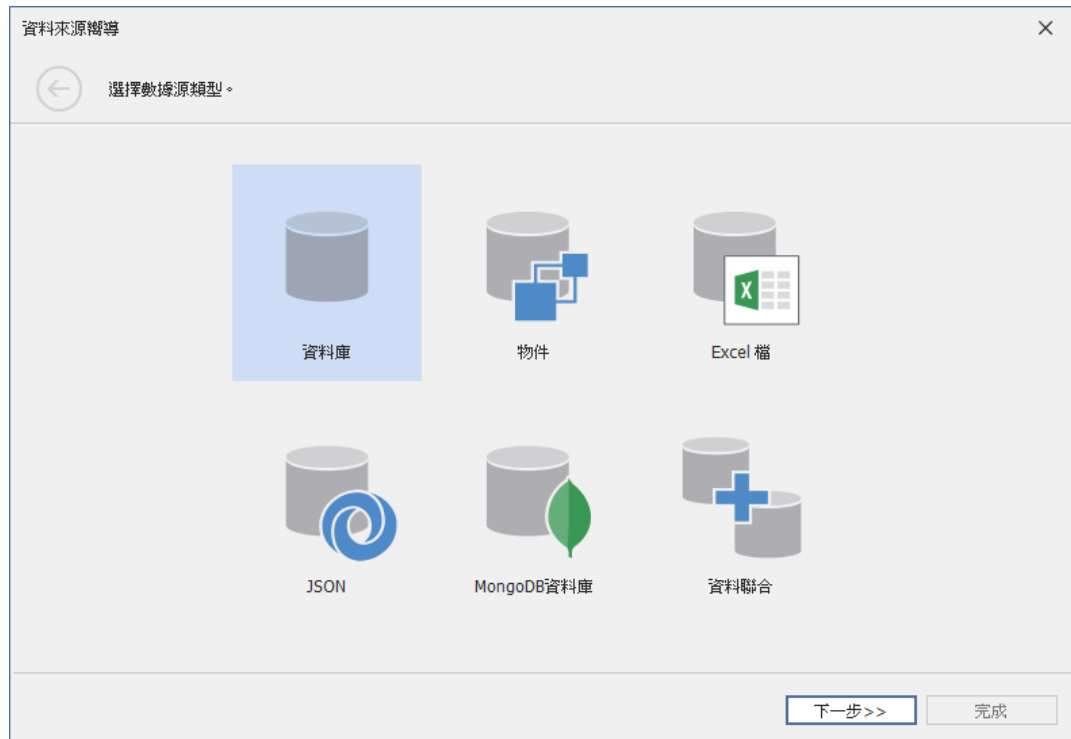 資料來源嚮導
選擇數據源類型。
資料庫
物件
Excel 檔
JSON
MongoDB資料庫
資料聯合
下一步>>
完成